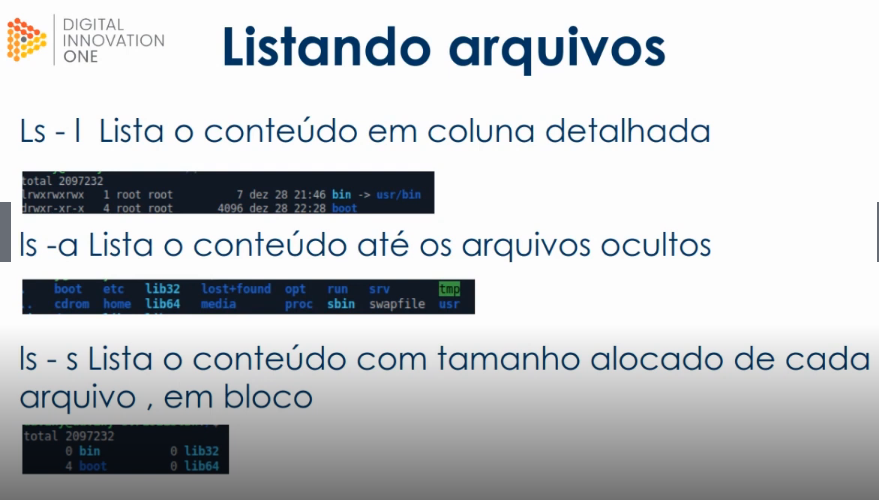 DIGITAL
INNOVATION
ONE
Listando arquivos
Ls - l Lista o conteúdo em coluna detalhada
total 2097232
lrwxrwxrwx 1 root root 7 dez 28 21:46 bin -> usr/bin
drwxr-xr-x 4 root root 4096 dez 28 22:28 boot
ls -a Lista o conteúdo até os arquivos ocultos
. boot etc lib32 lost+found opt run srv tmp
.. cdrom home lib64 media proc sbin swapfile usr
ls - s Lista o conteúdo com tamanho alocado de cada
arquivo , em bloco
total 2097232
0 bin 0 lib32
4 boot 0 lib64